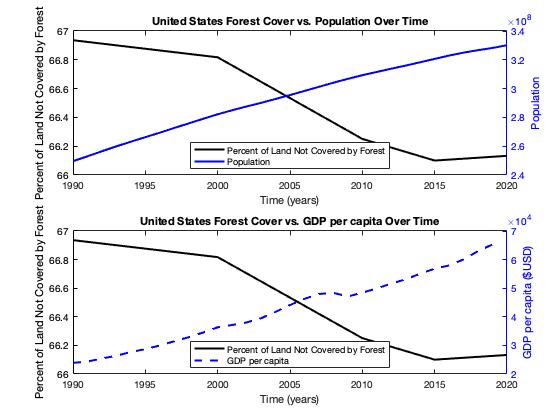 United States Forest Cover vs. Population Over Time
×10^8
67
66.8
66.6
66.4
66.2
66
3.4
3.2
3
2.8
2.6
2.4
Percent of Land Not Covered by Forest
Population
Percent of Land Not Covered by Forest
Population
1990 1995 2000 2005 2010 2015 2020
Time (years)
United States Forest Cover vs. GDP per capita Over Time
×10^4
67
66.8
66.6
66.4
66.2
66
7
6
5
4
3
2
Percent of Land Not Covered by Forest
GDP per capita ($USD)
Percent of Land Not Covered by Forest
GDP per capita
1990 1995 2000 2005 2010 2015 2020
Time (years)